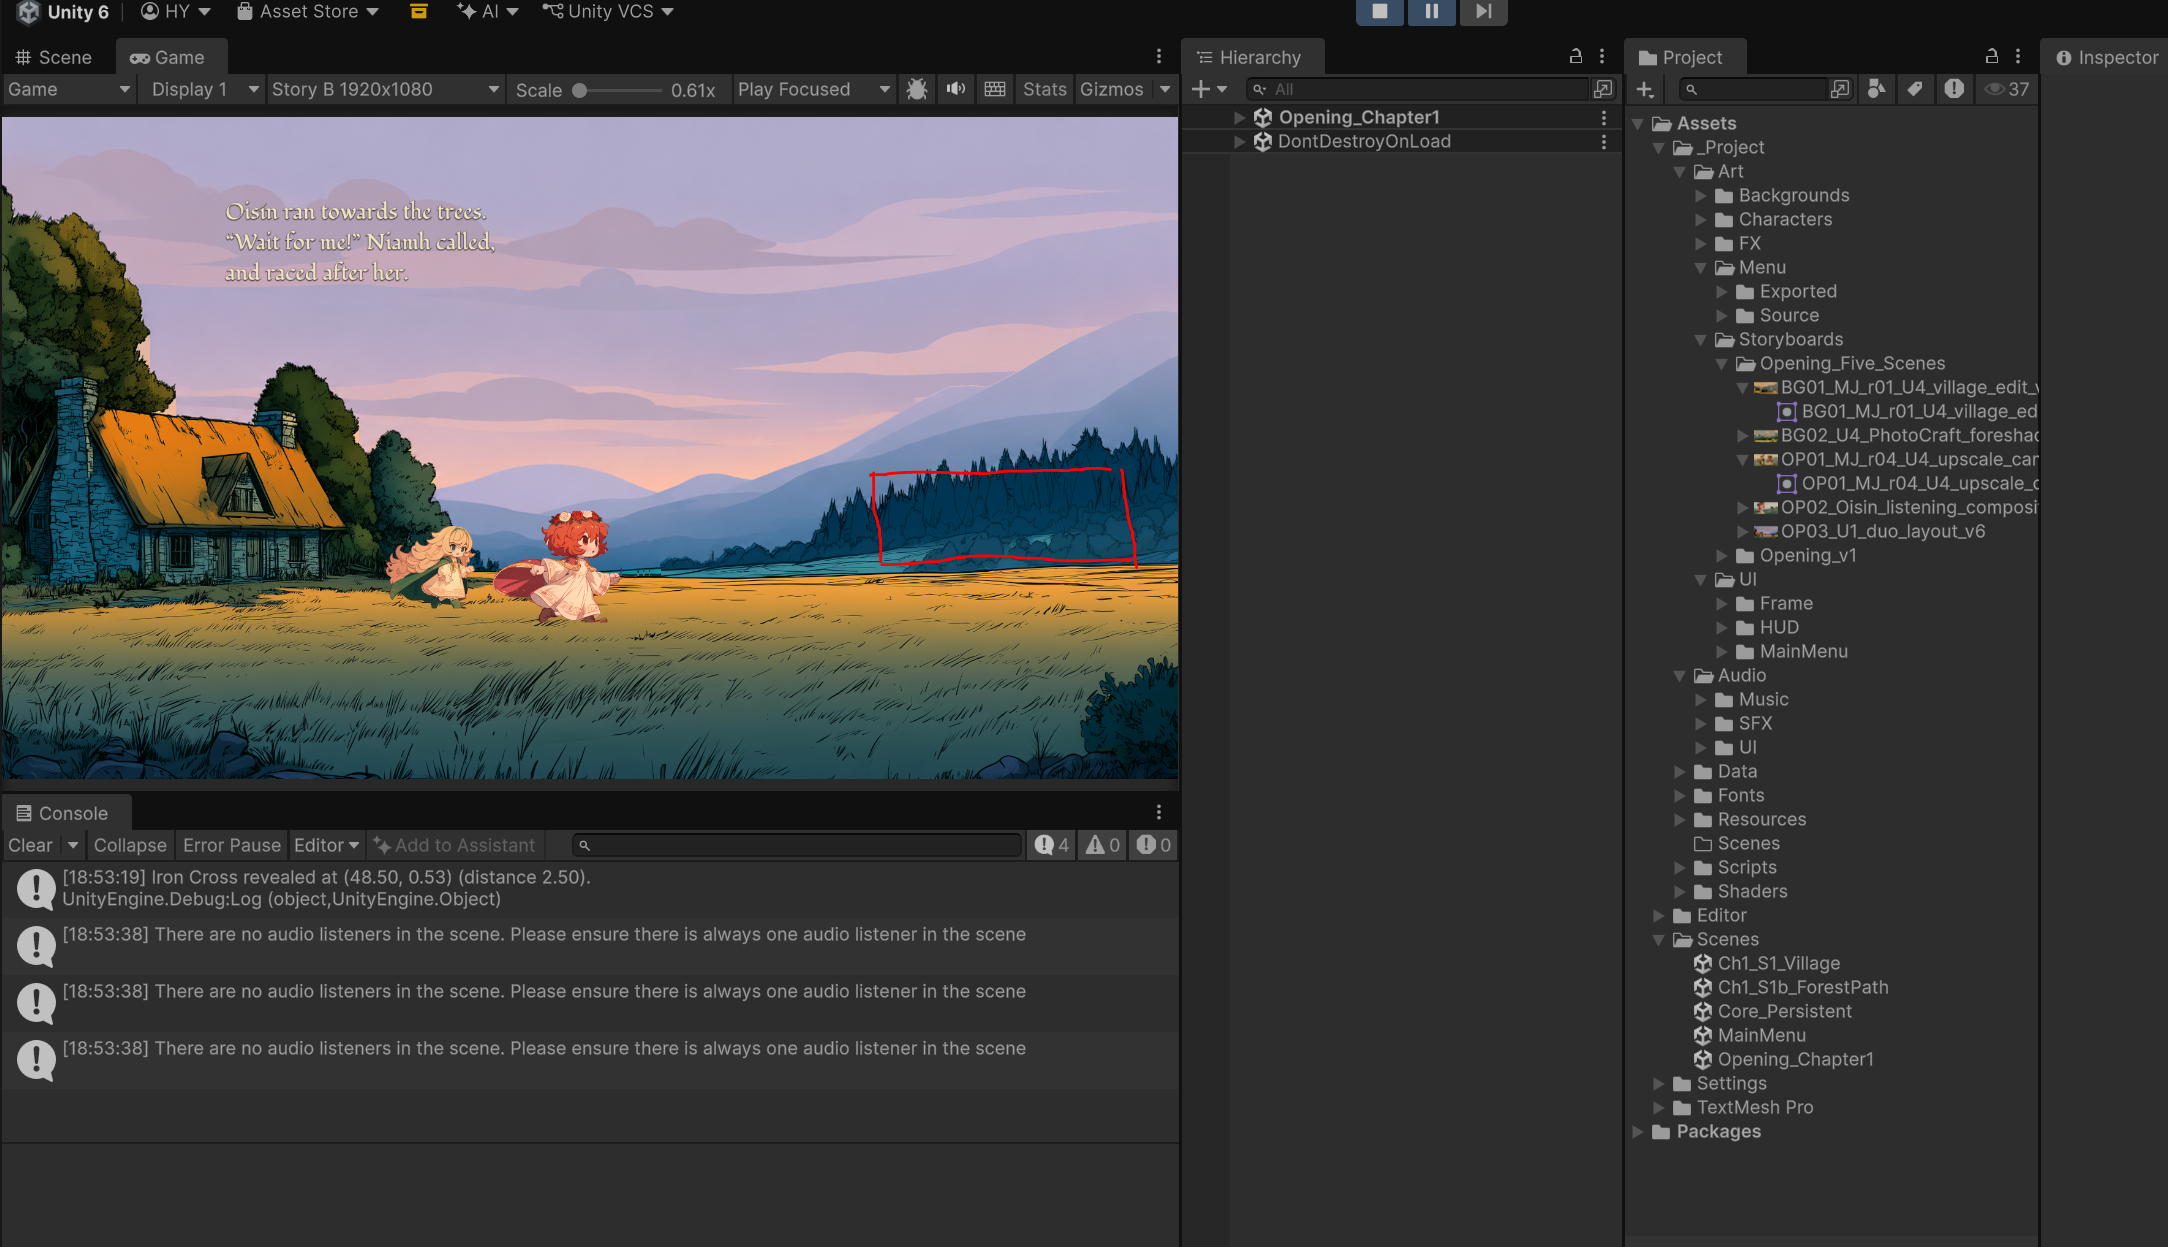 Unity 6
HY
Asset Store
AI
Unity VCS
Scene
Game
Game
Display 1
Story B 1920x1080
Scale
0.61x
Play Focused
Stats
Gizmos
Oisín ran towards the trees.
“Wait for me!” Niamh called,
and raced after her.
Console
Clear
Collapse
Error Pause
Editor
Add to Assistant
4
0
0
[18:53:19] Iron Cross revealed at (48.50, 0.53) (distance 2.50).
UnityEngine.Debug:Log (object,UnityEngine.Object)
[18:53:38] There are no audio listeners in the scene. Please ensure there is always one audio listener in the scene
[18:53:38] There are no audio listeners in the scene. Please ensure there is always one audio listener in the scene
[18:53:38] There are no audio listeners in the scene. Please ensure there is always one audio listener in the scene
Hierarchy
All
Opening_Chapter1
DontDestroyOnLoad
Project
37
Assets
_Project
Art
Backgrounds
Characters
FX
Menu
Exported
Source
Storyboards
Opening_Five_Scenes
BG01_MJ_r01_U4_village_edit_v
BG01_MJ_r01_U4_village_ed
BG02_U4_PhotoCraft_foreshad
OP01_MJ_r04_U4_upscale_can
OP01_MJ_r04_U4_upscale_c
OP02_Oisin_listening_composi
OP03_U1_duo_layout_v6
Opening_v1
UI
Frame
HUD
MainMenu
Audio
Music
SFX
UI
Data
Fonts
Resources
Scenes
Scripts
Shaders
Editor
Scenes
Ch1_S1_Village
Ch1_S1b_ForestPath
Core_Persistent
MainMenu
Opening_Chapter1
Settings
TextMesh Pro
Packages
Inspector